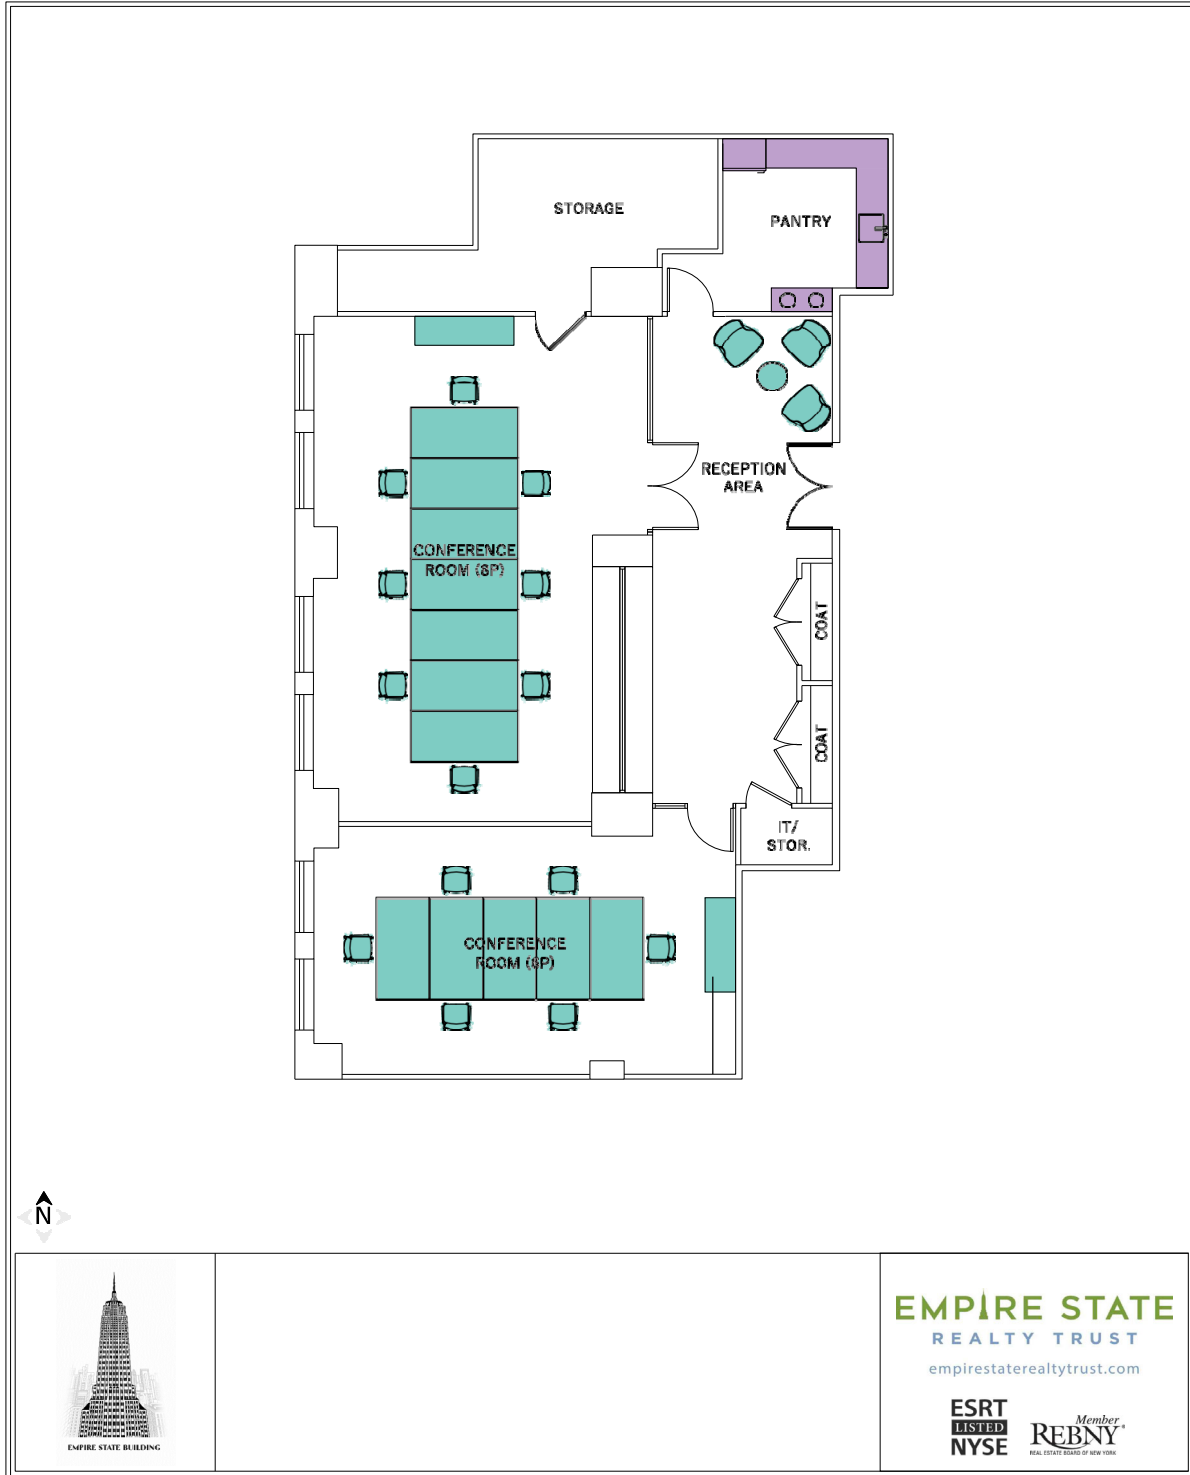 STORAGE
PANTRY
RECEPTION
AREA
CONFERENCE
ROOM (8P)
COAT
COAT
IT/
STOR.
CONFERENCE
ROOM (6P)
N
EMPIRE STATE BUILDING
EMPIRE STATE
REALTY TRUST
empirestaterealtytrust.com
ESRT
LISTED
NYSE
Member
REBNY®
REAL ESTATE BOARD OF NEW YORK